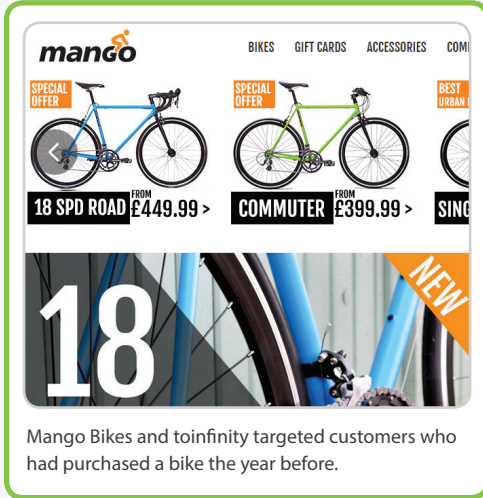 mango
BIKES GIFT CARDS ACCESSORIES
SPECIAL OFFER
SPECIAL OFFER
BEST
URBAN
18 SPD ROAD FROM £449.99 >
COMMUTER FROM £399.99 >
18
NEW
Mango Bikes and toinfinity targeted customers who
had purchased a bike the year before.